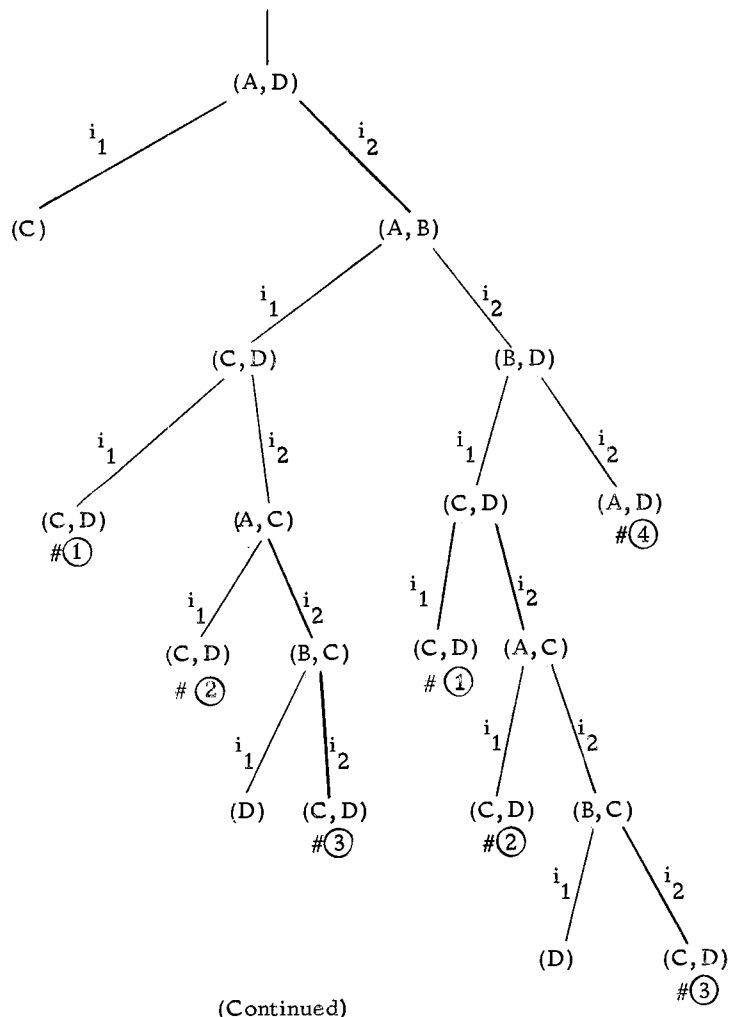 (A,D)
i1 i2
(C) (A,B)
i1 i2
(C,D) (B,D)
i1 i2 i1 i2
(C,D) (A,C) (C,D) (A,D)
#① #④
i1 i2 i1 i2
(C,D) (B,C) (C,D) (A,C)
#② #①
i1 i2 i1 i2
(D) (C,D) (C,D) (B,C)
#③ #②
i1 i2
(D) (C,D)
#③
(Continued)